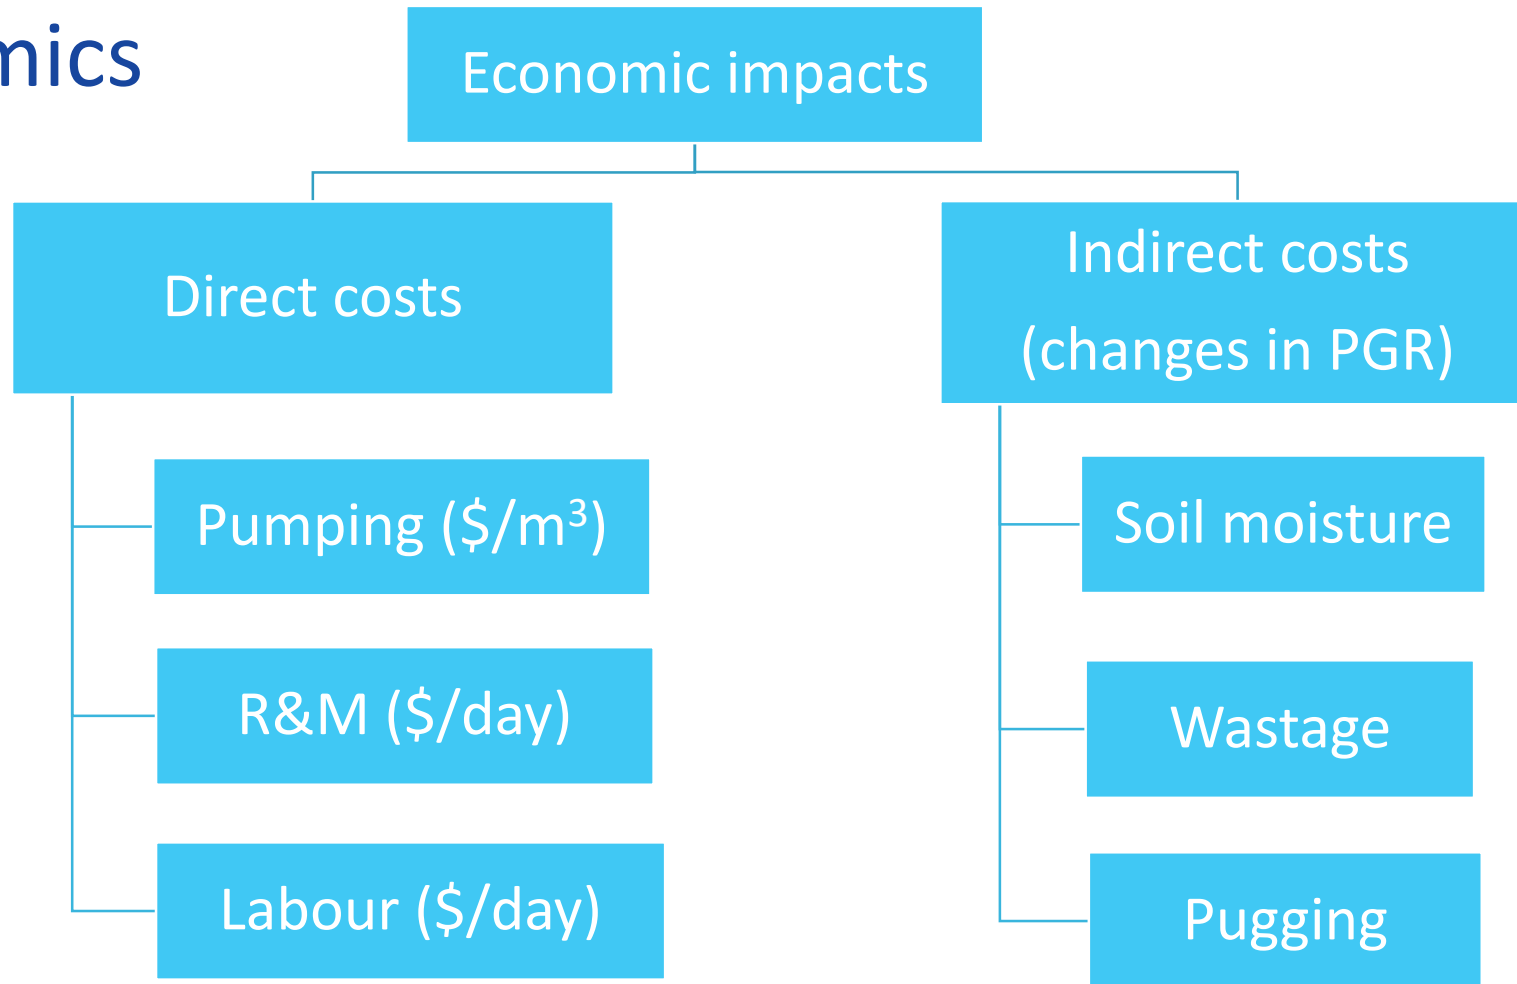 mics
Economic impacts
Direct costs
Pumping ($/m³)
R&M ($/day)
Labour ($/day)
Indirect costs
(changes in PGR)
Soil moisture
Wastage
Pugging